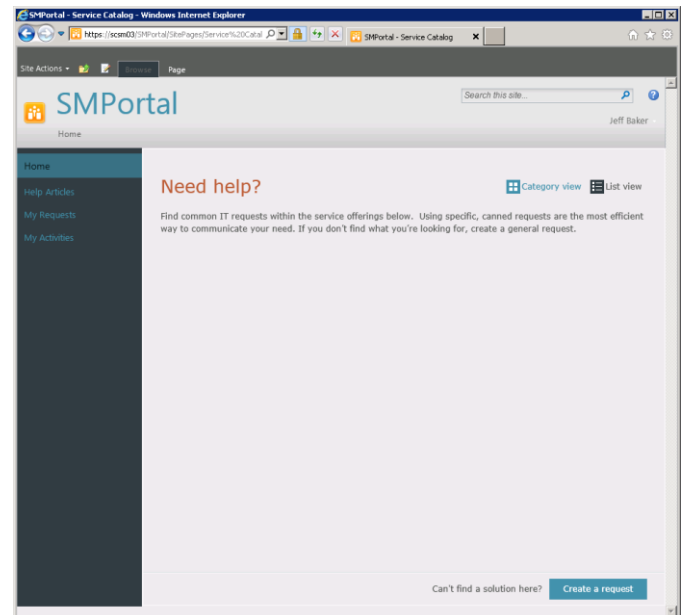 SMPortal - Service Catalog - Windows Internet Explorer
https://scsm03/SMPortal/SitePages/Service%20Catal
SMPortal - Service Catalog
Site Actions
Browse
Page
SMPortal
Search this site...
Jeff Baker
Home
Home
Help Articles
My Requests
My Activities
Need help?
Category view
List view
Find common IT requests within the service offerings below. Using specific, canned requests are the most efficient
way to communicate your need. If you don't find what you're looking for, create a general request.
Can't find a solution here?
Create a request